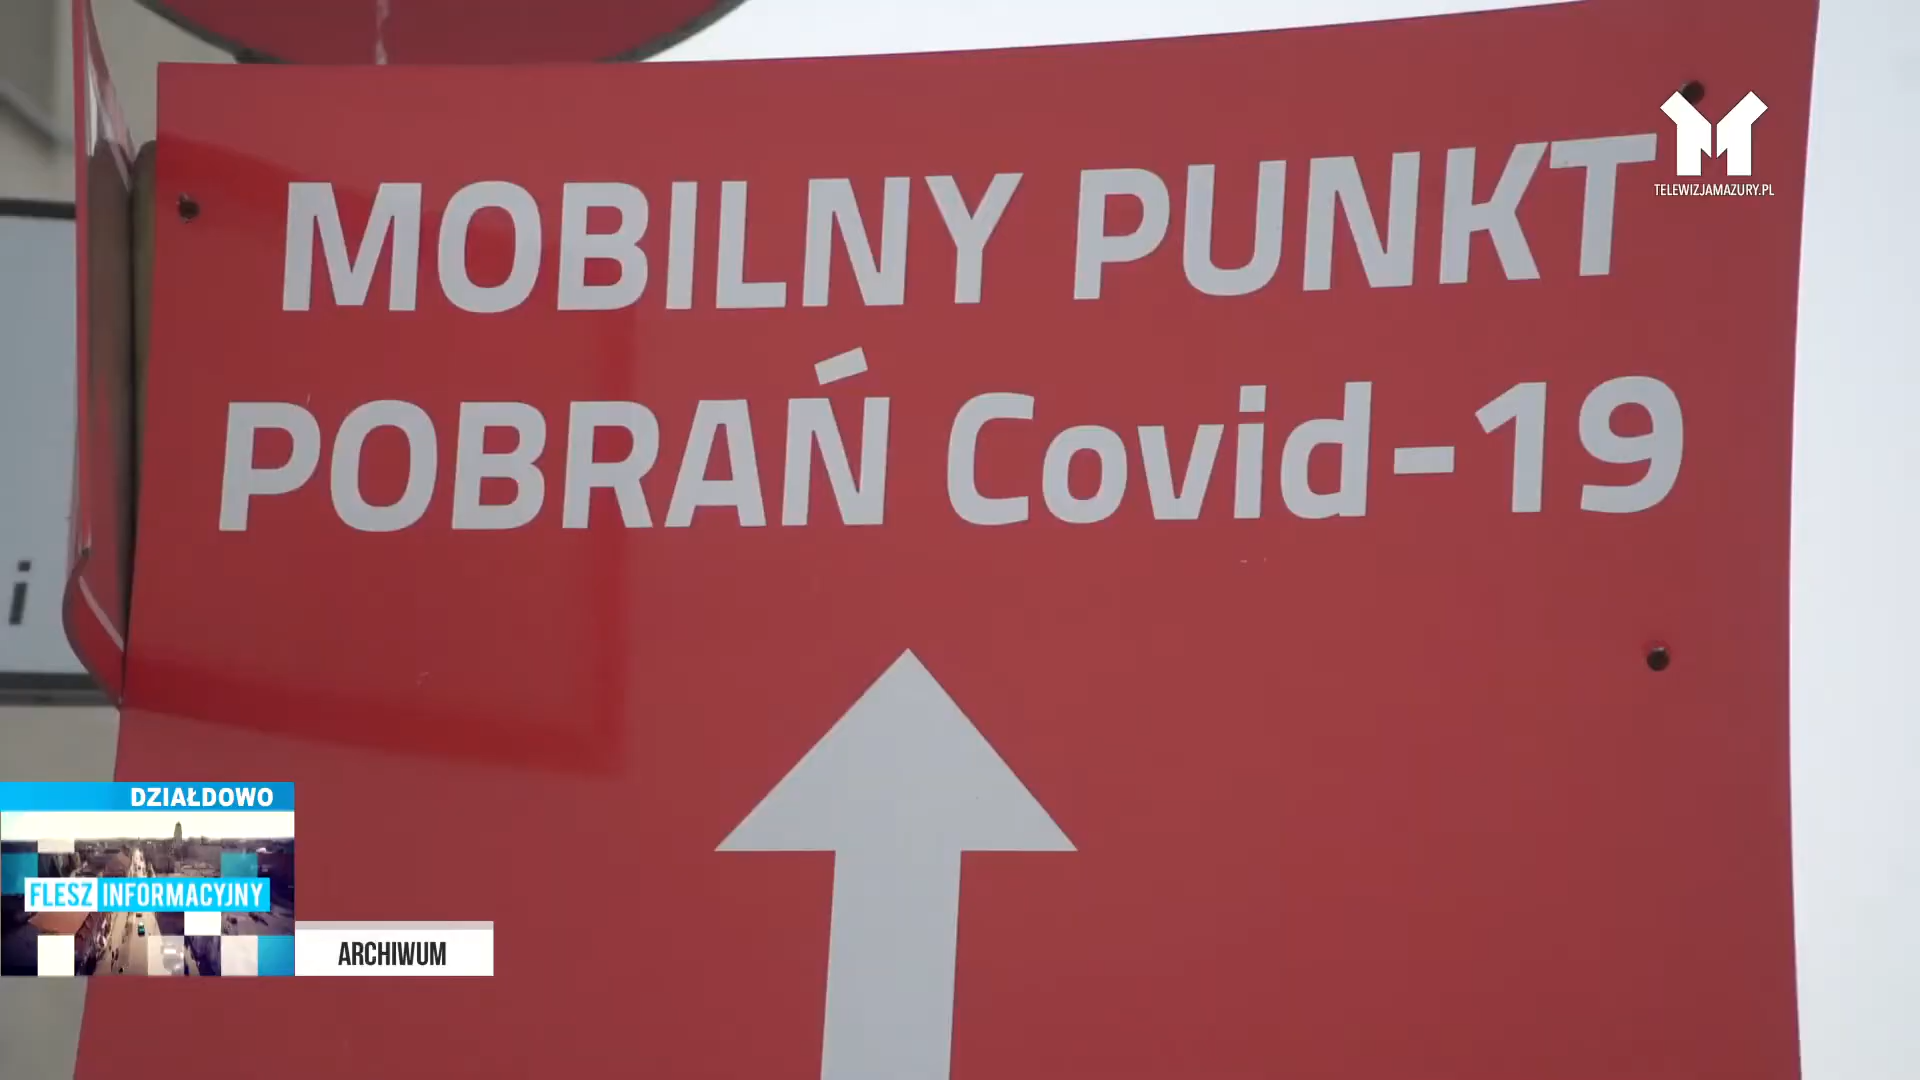 MOBILNY PUNKT
POBRAŃ Covid-19
TELEWIZJAMAZURY.PL
i
DZIAŁDOWO
FLESZ INFORMACYJNY
ARCHIWUM